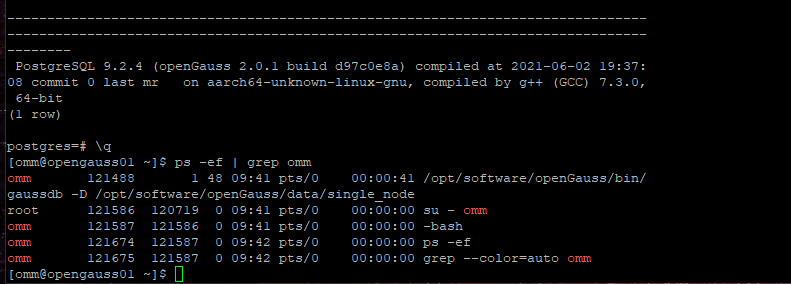 --------------------------------------------------------------------------------
--------------------------------------------------------------------------------
--------
 PostgreSQL 9.2.4 (openGauss 2.0.1 build d97c0e8a) compiled at 2021-06-02 19:37:
08 commit 0 last mr   on aarch64-unknown-linux-gnu, compiled by g++ (GCC) 7.3.0,
 64-bit
(1 row)

postgres=# \q
[omm@opengauss01 ~]$ ps -ef | grep omm
omm      121488      1 48 09:41 pts/0    00:00:41 /opt/software/openGauss/bin/
gaussdb -D /opt/software/openGauss/data/single_node
root     121586 120719  0 09:41 pts/0    00:00:00 su - omm
omm      121587 121586  0 09:41 pts/0    00:00:00 -bash
omm      121674 121587  0 09:42 pts/0    00:00:00 ps -ef
omm      121675 121587  0 09:42 pts/0    00:00:00 grep --color=auto omm
[omm@opengauss01 ~]$